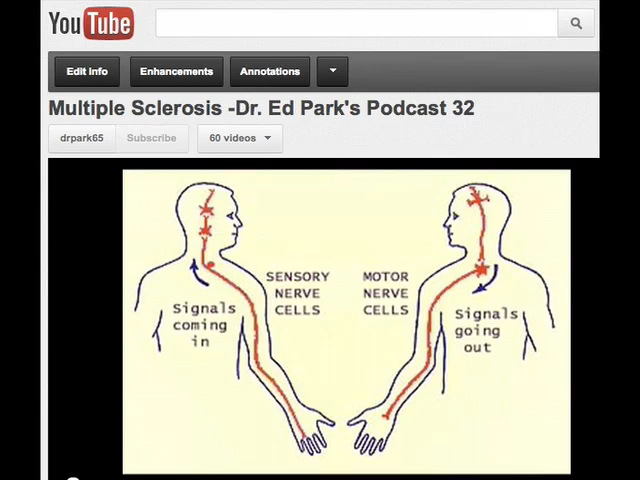 YouTube
Edit info Enhancements Annotations
Multiple Sclerosis -Dr. Ed Park's Podcast 32
drpark65 Subscribe 60 videos
SENSORY
NERVE
CELLS
MOTOR
NERVE
CELLS
Signals
coming
in
Signals
going
out